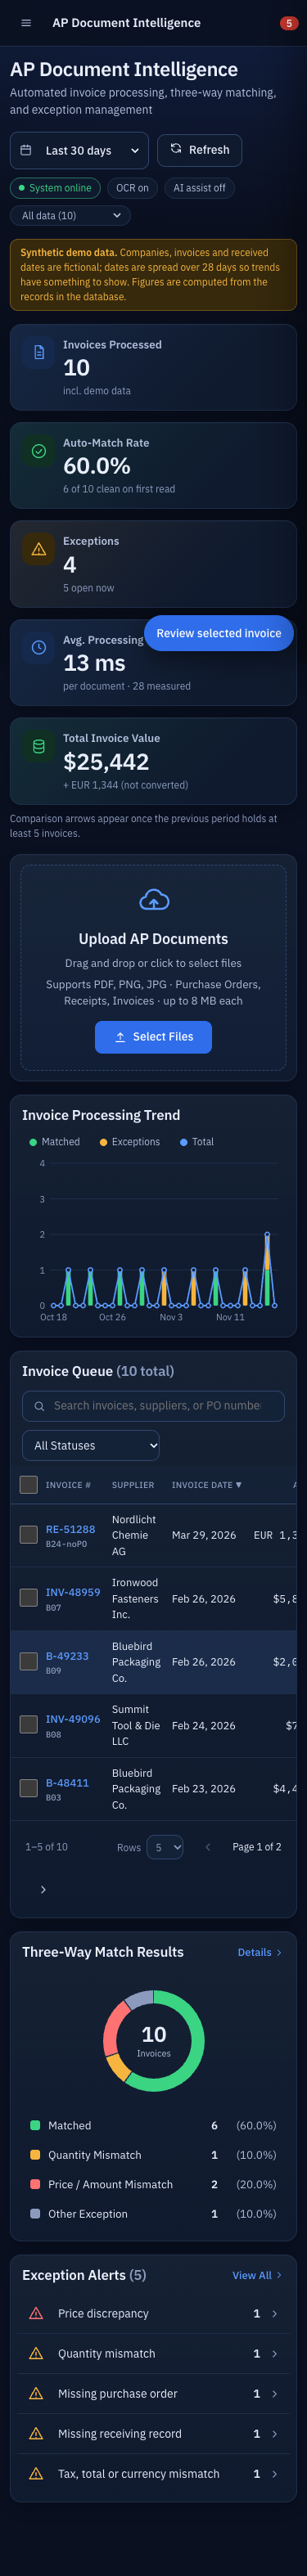 AP Document Intelligence
5
AP Document Intelligence
Automated invoice processing, three-way matching,
and exception management
Last 30 days
Refresh
System online
OCR on
AI assist off
All data (10)
Synthetic demo data. Companies, invoices and received
dates are fictional; dates are spread over 28 days so trends
have something to show. Figures are computed from the
records in the database.
Invoices Processed
10
incl. demo data
Auto-Match Rate
60.0%
6 of 10 clean on first read
Exceptions
4
5 open now
Avg. Processing
Review selected invoice
13 ms
per document · 28 measured
Total Invoice Value
$25,442
+ EUR 1,344 (not converted)
Comparison arrows appear once the previous period holds at
least 5 invoices.
Upload AP Documents
Drag and drop or click to select files
Supports PDF, PNG, JPG · Purchase Orders,
Receipts, Invoices · up to 8 MB each
Select Files
Invoice Processing Trend
Matched
Exceptions
Total
4
3
2
1
0
Oct 18
Oct 26
Nov 3
Nov 11
Invoice Queue (10 total)
Search invoices, suppliers, or PO number
All Statuses
INVOICE #
SUPPLIER
INVOICE DATE ▼
A
RE-51288
B24-noPO
Nordlicht
Chemie
AG
Mar 29, 2026
EUR 1,3
INV-48959
B07
Ironwood
Fasteners
Inc.
Feb 26, 2026
$5,8
B-49233
B09
Bluebird
Packaging
Co.
Feb 26, 2026
$2,0
INV-49096
B08
Summit
Tool & Die
LLC
Feb 24, 2026
$7
B-48411
B03
Bluebird
Packaging
Co.
Feb 23, 2026
$4,4
1–5 of 10
Rows
5
Page 1 of 2
Three-Way Match Results
Details
10
Invoices
Matched
6
(60.0%)
Quantity Mismatch
1
(10.0%)
Price / Amount Mismatch
2
(20.0%)
Other Exception
1
(10.0%)
Exception Alerts (5)
View All
Price discrepancy
1
Quantity mismatch
1
Missing purchase order
1
Missing receiving record
1
Tax, total or currency mismatch
1